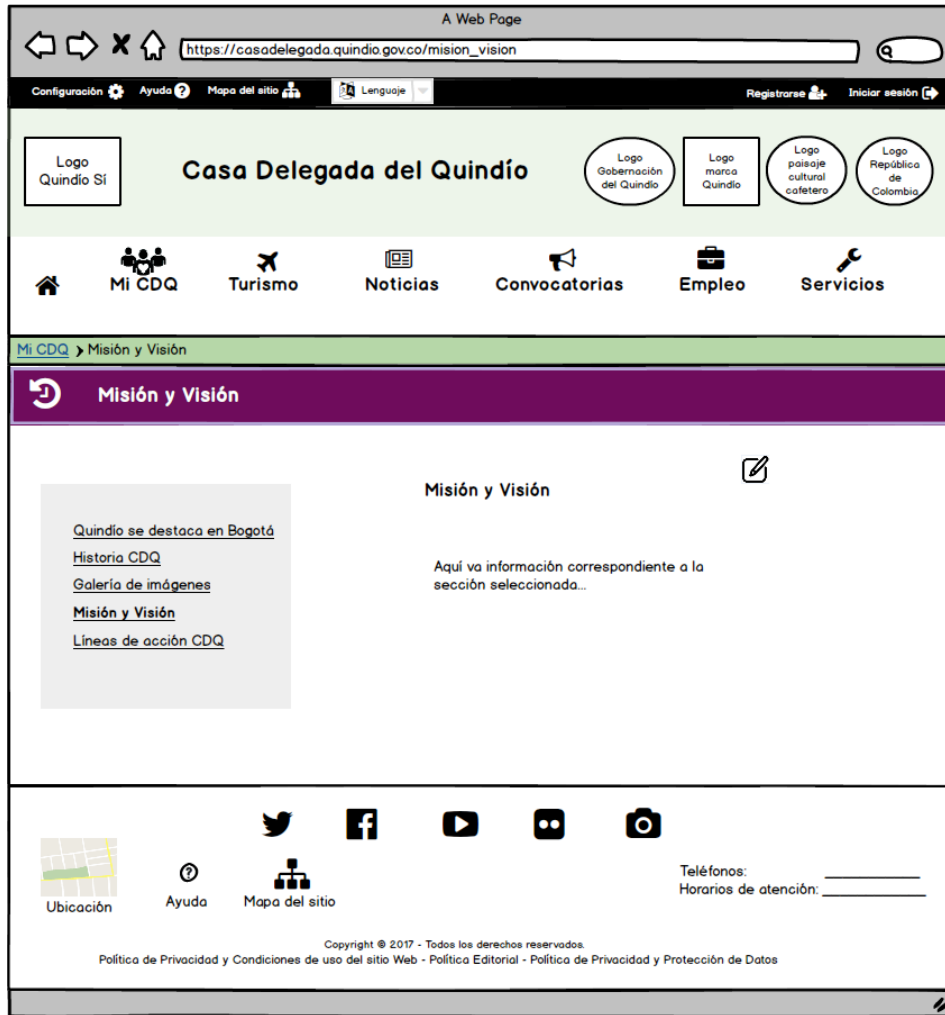 A Web Page
https://casadelegada.quindio.gov.co/mision_vision
Configuración Ayuda Mapa del sitio Lenguaje Registrarse Iniciar sesión
Logo
Quindío Sí
Casa Delegada del Quindío
Logo
Gobernación
del Quindío
Logo
marca
Quindío
Logo
paisaje
cultural
cafetero
Logo
República
de
Colombia
Mi CDQ Turismo Noticias Convocatorias Empleo Servicios
Mi CDQ Misión y Visión
Misión y Visión
Quindío se destaca en Bogotá
Historia CDQ
Galería de imágenes
Misión y Visión
Líneas de acción CDQ
Misión y Visión
Aquí va información correspondiente a la
sección seleccionada...
Ubicación
Ayuda
Mapa del sitio
Teléfonos: ____________
Horarios de atención: ____________
Copyright © 2017 - Todos los derechos reservados.
Política de Privacidad y Condiciones de uso del sitio Web - Política Editorial - Política de Privacidad y Protección de Datos